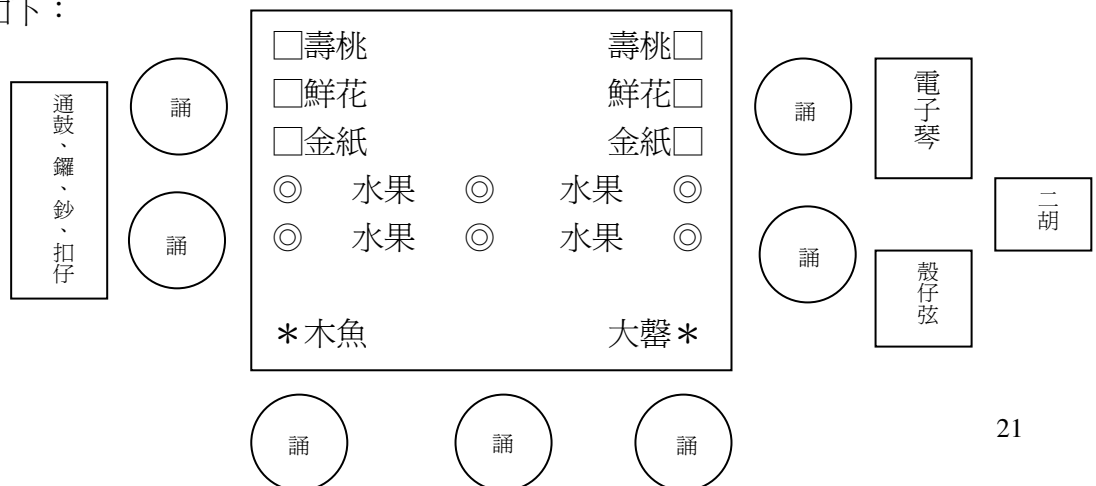 如下：
□壽桃 壽桃□
□鮮花 鮮花□
□金紙 金紙□
◎ 水果 ◎ 水果 ◎
◎ 水果 ◎ 水果 ◎
＊木魚 大罄＊
通鼓、鑼、鈔、扣仔
誦
誦
誦
誦
電子琴
二胡
殼仔弦
誦
誦
誦
21